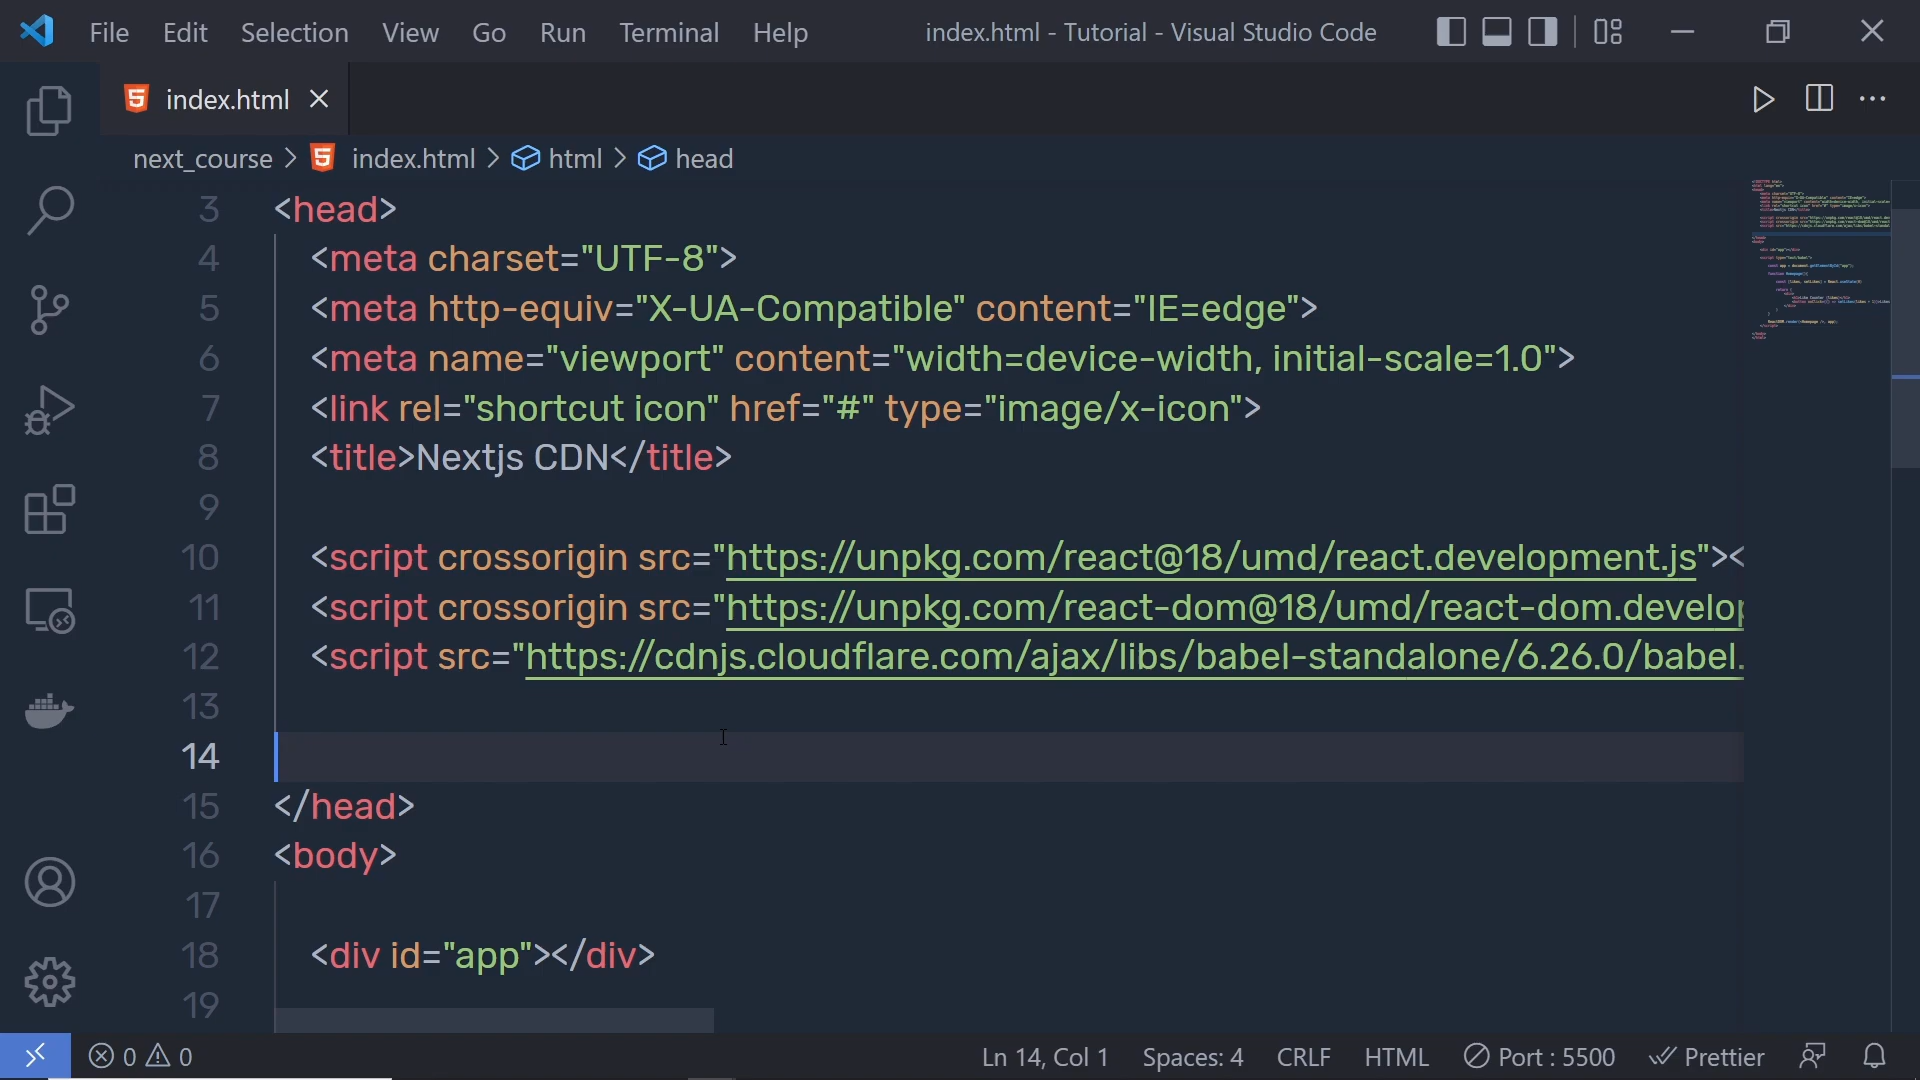 File Edit Selection View Go Run Terminal Help index.html - Tutorial - Visual Studio Code
index.html
next_course > index.html > html > head
3 <head>
4 <meta charset="UTF-8">
5 <meta http-equiv="X-UA-Compatible" content="IE=edge">
6 <meta name="viewport" content="width=device-width, initial-scale=1.0">
7 <link rel="shortcut icon" href="#" type="image/x-icon">
8 <title>Nextjs CDN</title>
9
10 <script crossorigin src="https://unpkg.com/react@18/umd/react.development.js"><
11 <script crossorigin src="https://unpkg.com/react-dom@18/umd/react-dom.develop
12 <script src="https://cdnjs.cloudflare.com/ajax/libs/babel-standalone/6.26.0/babel.
13
14
15 </head>
16 <body>
17
18 <div id="app"></div>
19
0 0 Ln 14, Col 1 Spaces: 4 CRLF HTML Port : 5500 Prettier